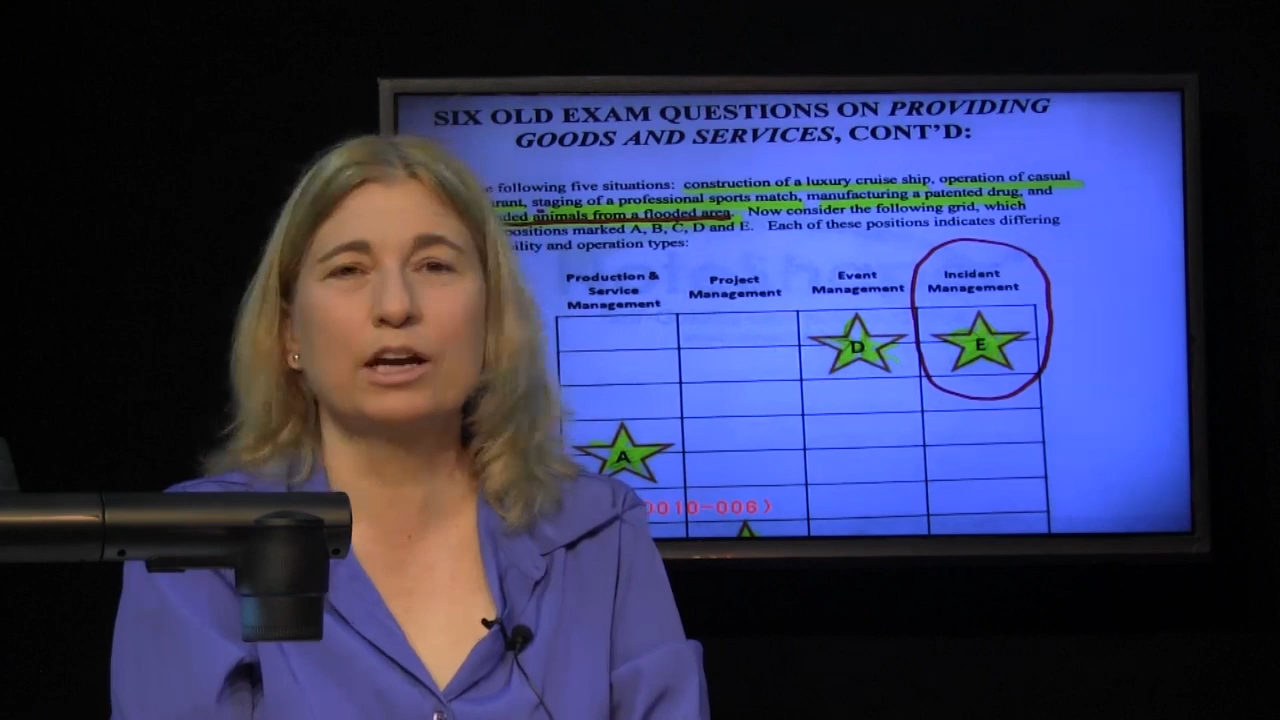 SIX OLD EXAM QUESTIONS ON PROVIDING
GOODS AND SERVICES, CONT'D:
following five situations: construction of a luxury cruise ship, operation of casual
staging of a professional sports match, manufacturing a patented drug, and
animals from a flooded area. Now consider the following grid, which
positions marked A, B, C, D and E. Each of these positions indicates differing
and operation types:
Production & Service Management
Project Management
Event Management
Incident Management
D
E
A
0010-006)